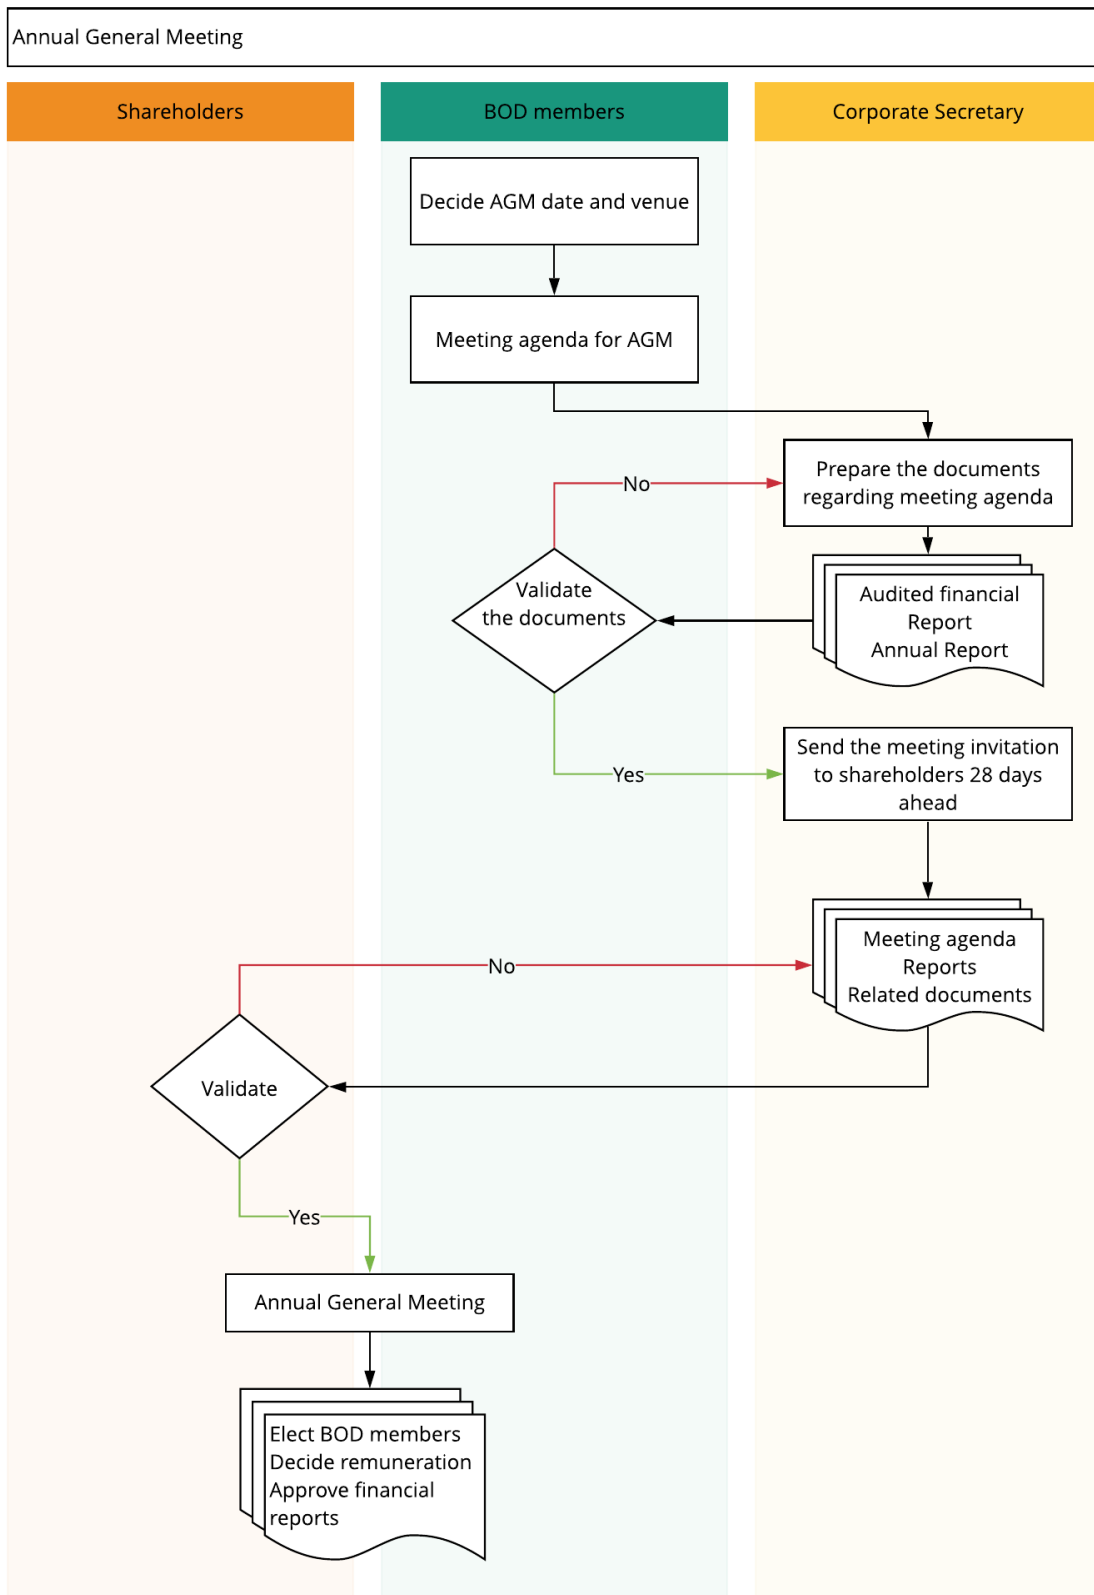 Annual General Meeting
Shareholders
BOD members
Corporate Secretary
Decide AGM date and venue
Meeting agenda for AGM
Prepare the documents
regarding meeting agenda
No
Validate
the documents
Audited financial
Report
Annual Report
Yes
Send the meeting invitation
to shareholders 28 days
ahead
Meeting agenda
Reports
Related documents
No
Validate
Yes
Annual General Meeting
Elect BOD members
Decide remuneration
Approve financial
reports